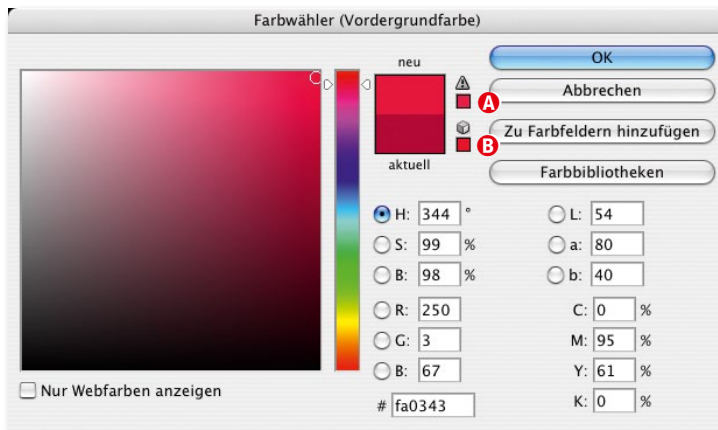 Farbwähler (Vordergrundfarbe)
neu
aktuell
A
B
OK
Abbrechen
Zu Farbfeldern hinzufügen
Farbbibliotheken
H: 344 °
S: 99 %
B: 98 %
R: 250
G: 3
B: 67
# fa0343
L: 54
a: 80
b: 40
C: 0 %
M: 95 %
Y: 61 %
K: 0 %
Nur Webfarben anzeigen